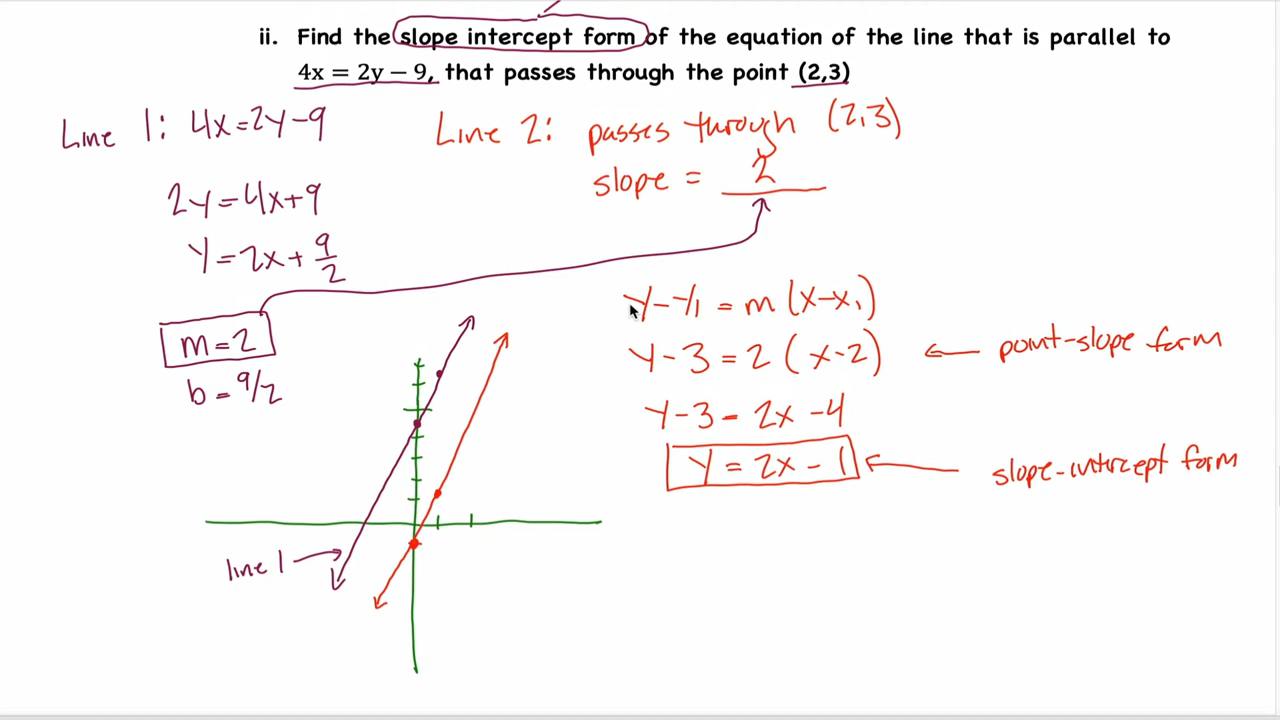 ii. Find the slope intercept form of the equation of the line that is parallel to
4x = 2y − 9, that passes through the point (2,3)
Line 1: 4x=2y-9
2y=4x+9
y=2x+9/2
m=2
b=9/2
Line 2: passes through (2,3)
slope = 2
y-y₁ = m(x-x₁)
y-3 = 2(x-2) ← point-slope form
y-3 = 2x-4
y = 2x-1 ← slope-intercept form
line 1